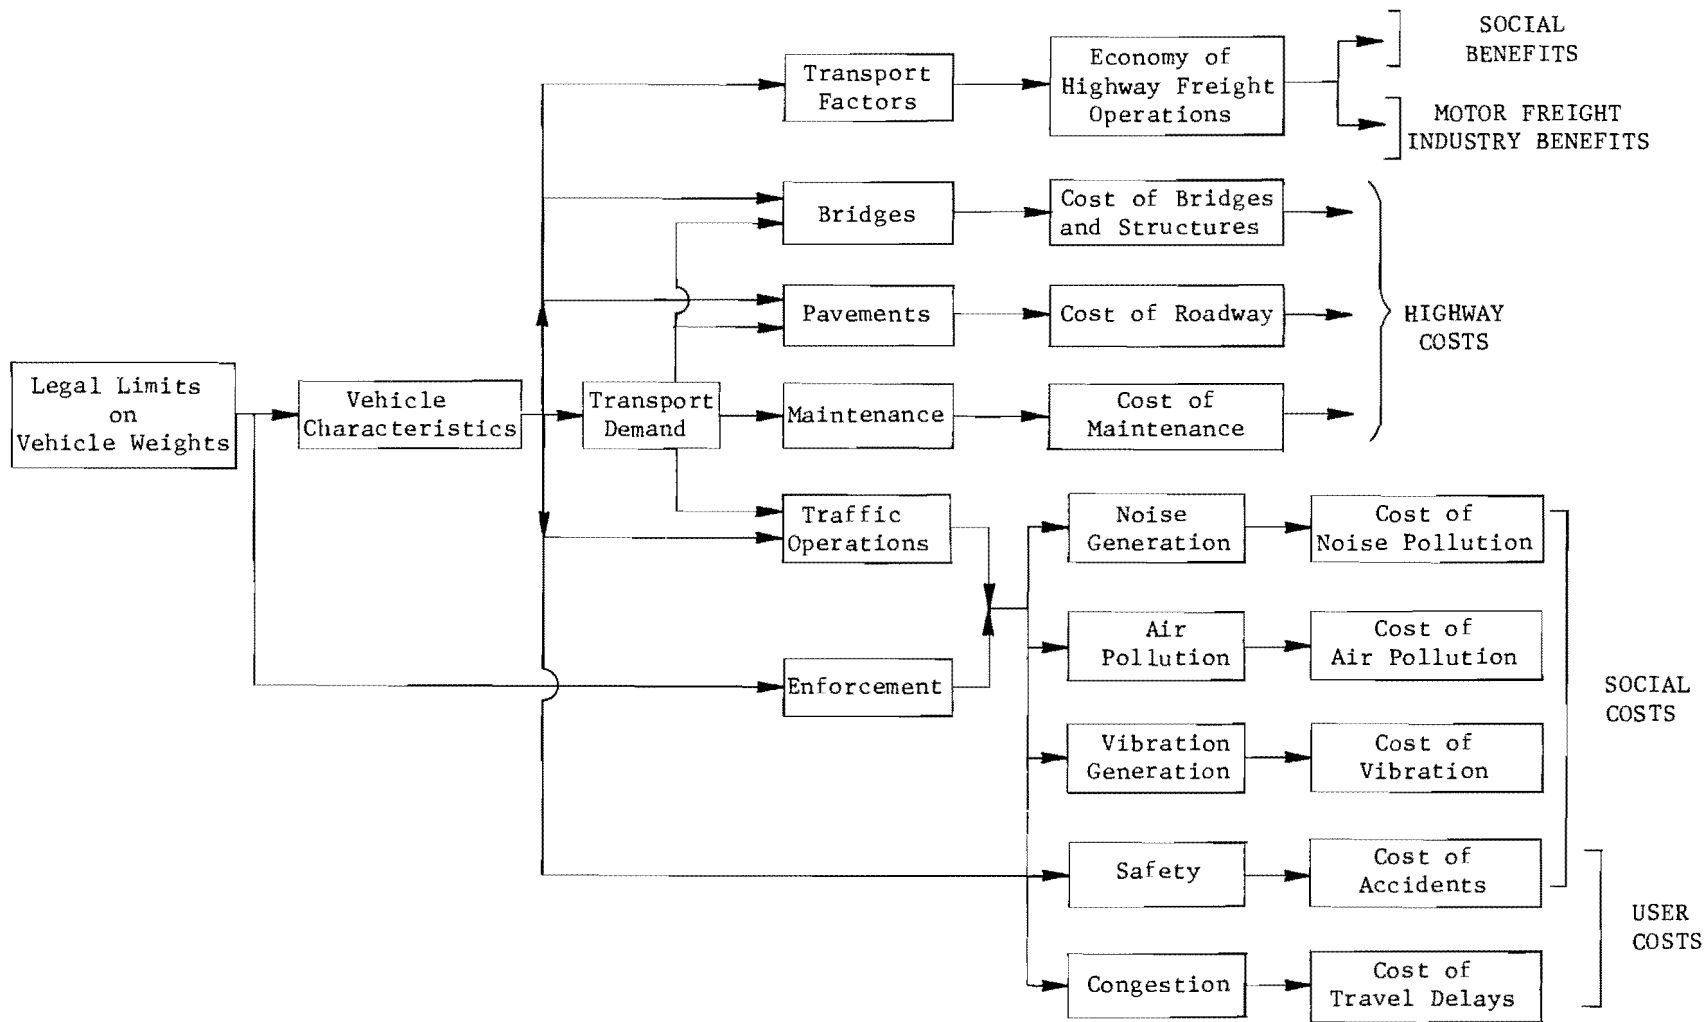 SOCIAL
BENEFITS
Transport
Factors
Economy of
Highway Freight
Operations
MOTOR FREIGHT
INDUSTRY BENEFITS
Bridges
Cost of Bridges
and Structures
Pavements
Cost of Roadway
HIGHWAY
COSTS
Legal Limits
on
Vehicle Weights
Vehicle
Characteristics
Transport
Demand
Maintenance
Cost of
Maintenance
Traffic
Operations
Noise
Generation
Cost of
Noise Pollution
Enforcement
Air
Pollution
Cost of
Air Pollution
SOCIAL
COSTS
Vibration
Generation
Cost of
Vibration
Safety
Cost of
Accidents
USER
COSTS
Congestion
Cost of
Travel Delays